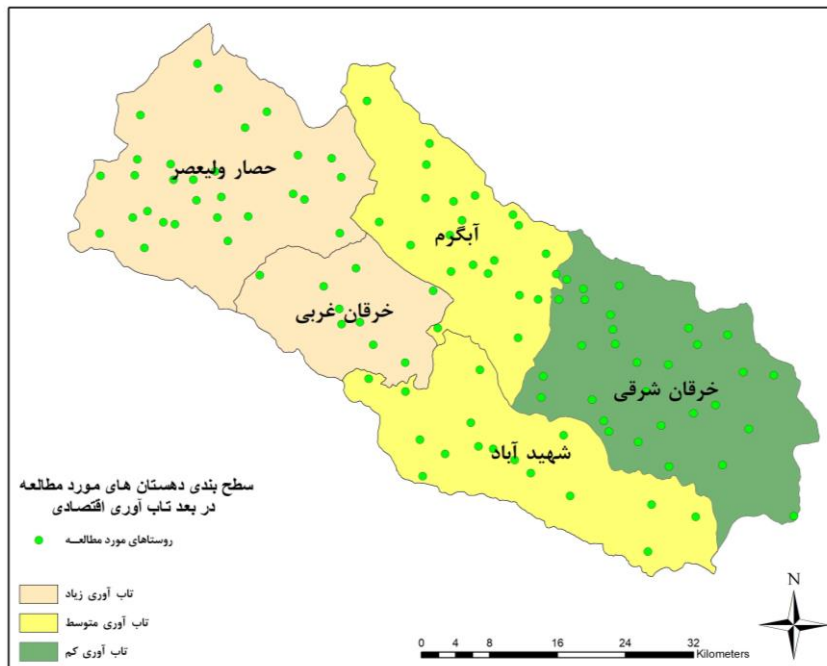 حصار ولیعصر
آبگرم
خرقان غربی
خرقان شرقی
شهید آباد
سطح بندی دهستان های مورد مطالعه
در بعد تاب آوری اقتصادی
روستاهای مورد مطالعــه
تاب آوری زیاد
تاب آوری متوسط
تاب آوری کم
N
0 4 8 16 24 32
Kilometers